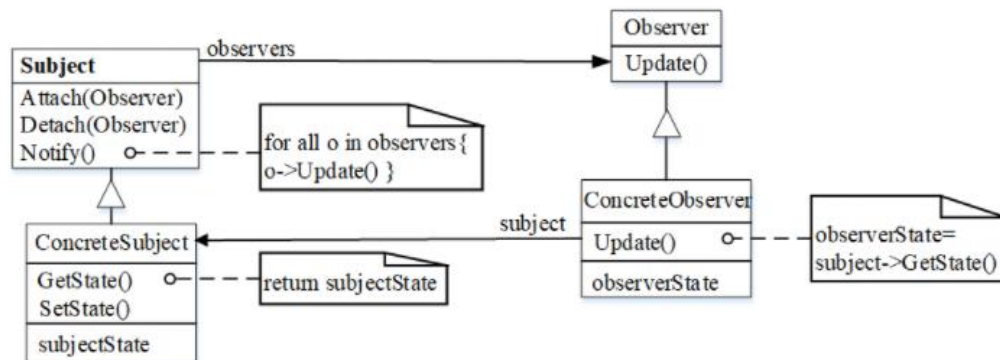 observers
Subject
Attach(Observer)
Detach(Observer)
Notify()
for all o in observers{
o->Update() }
Observer
Update()
ConcreteSubject
GetState()
SetState()
subjectState
return subjectState
subject
ConcreteObserver
Update()
observerState
observerState=
subject->GetState()